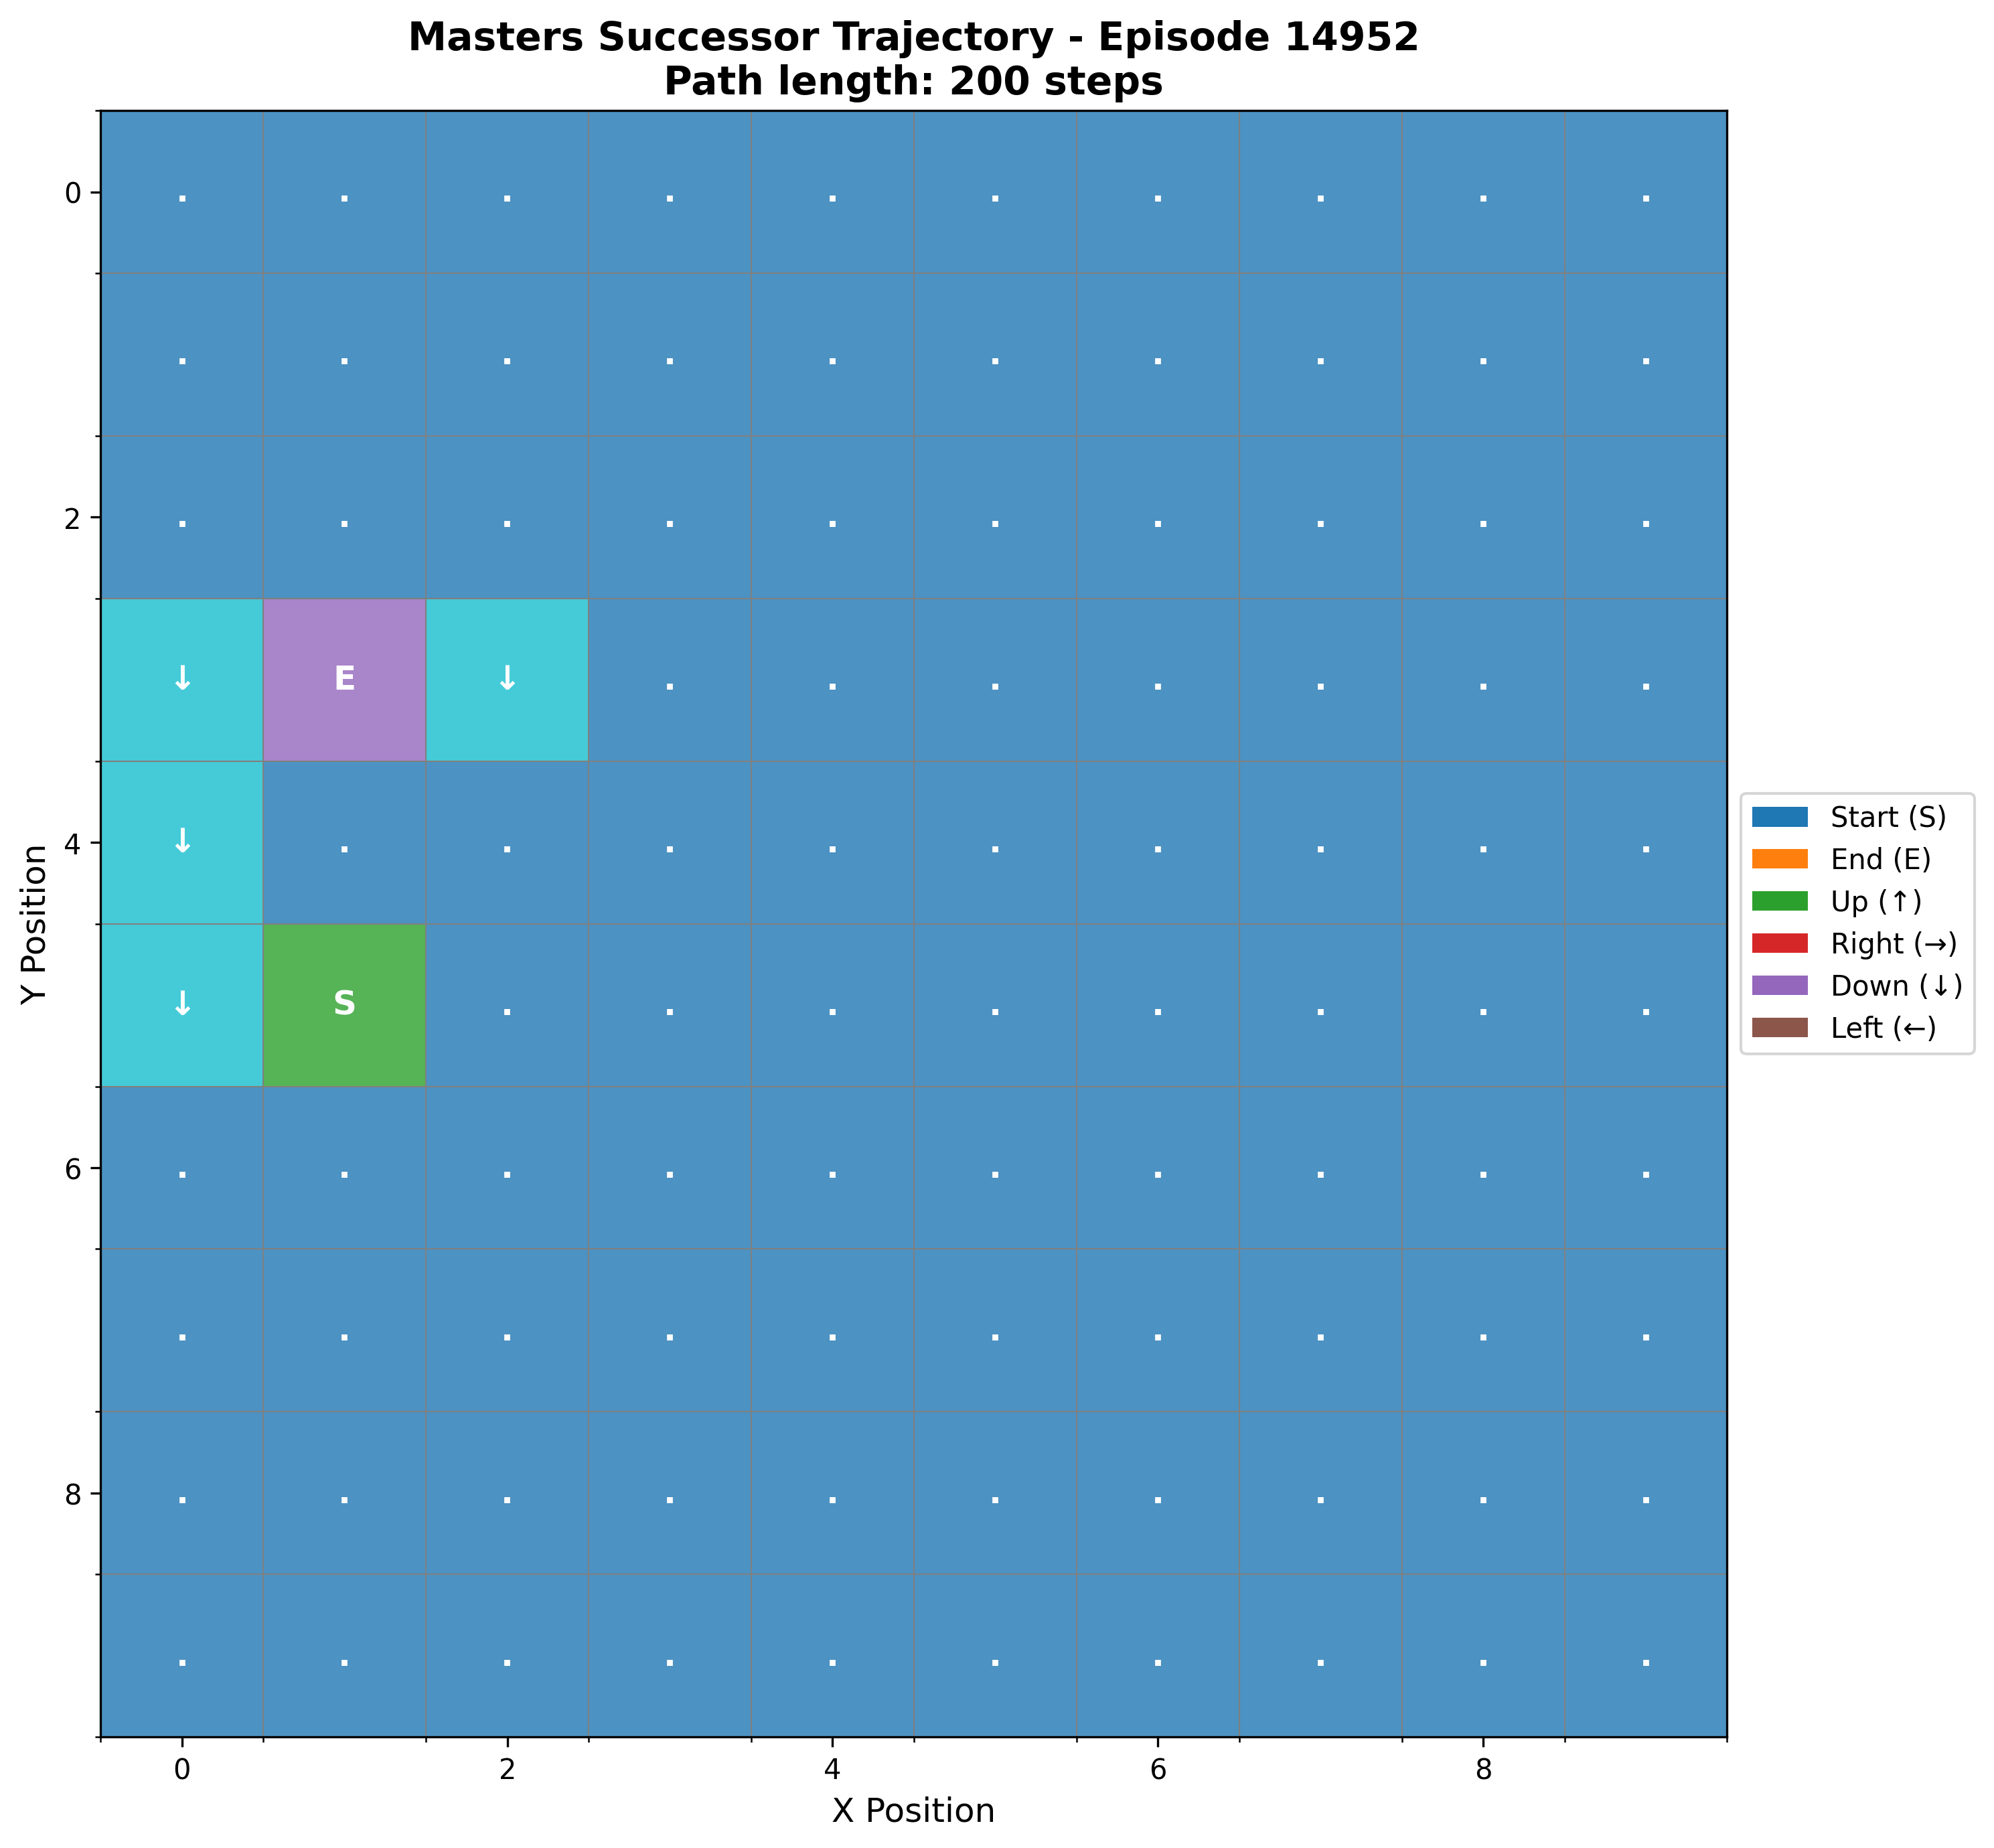 Masters Successor Trajectory - Episode 14952
Path length: 200 steps
0
2
↓ E ↓
4
↓
↓ S
6
8
0 2 4 6 8
X Position
Y Position
Start (S)
End (E)
Up (↑)
Right (→)
Down (↓)
Left (←)